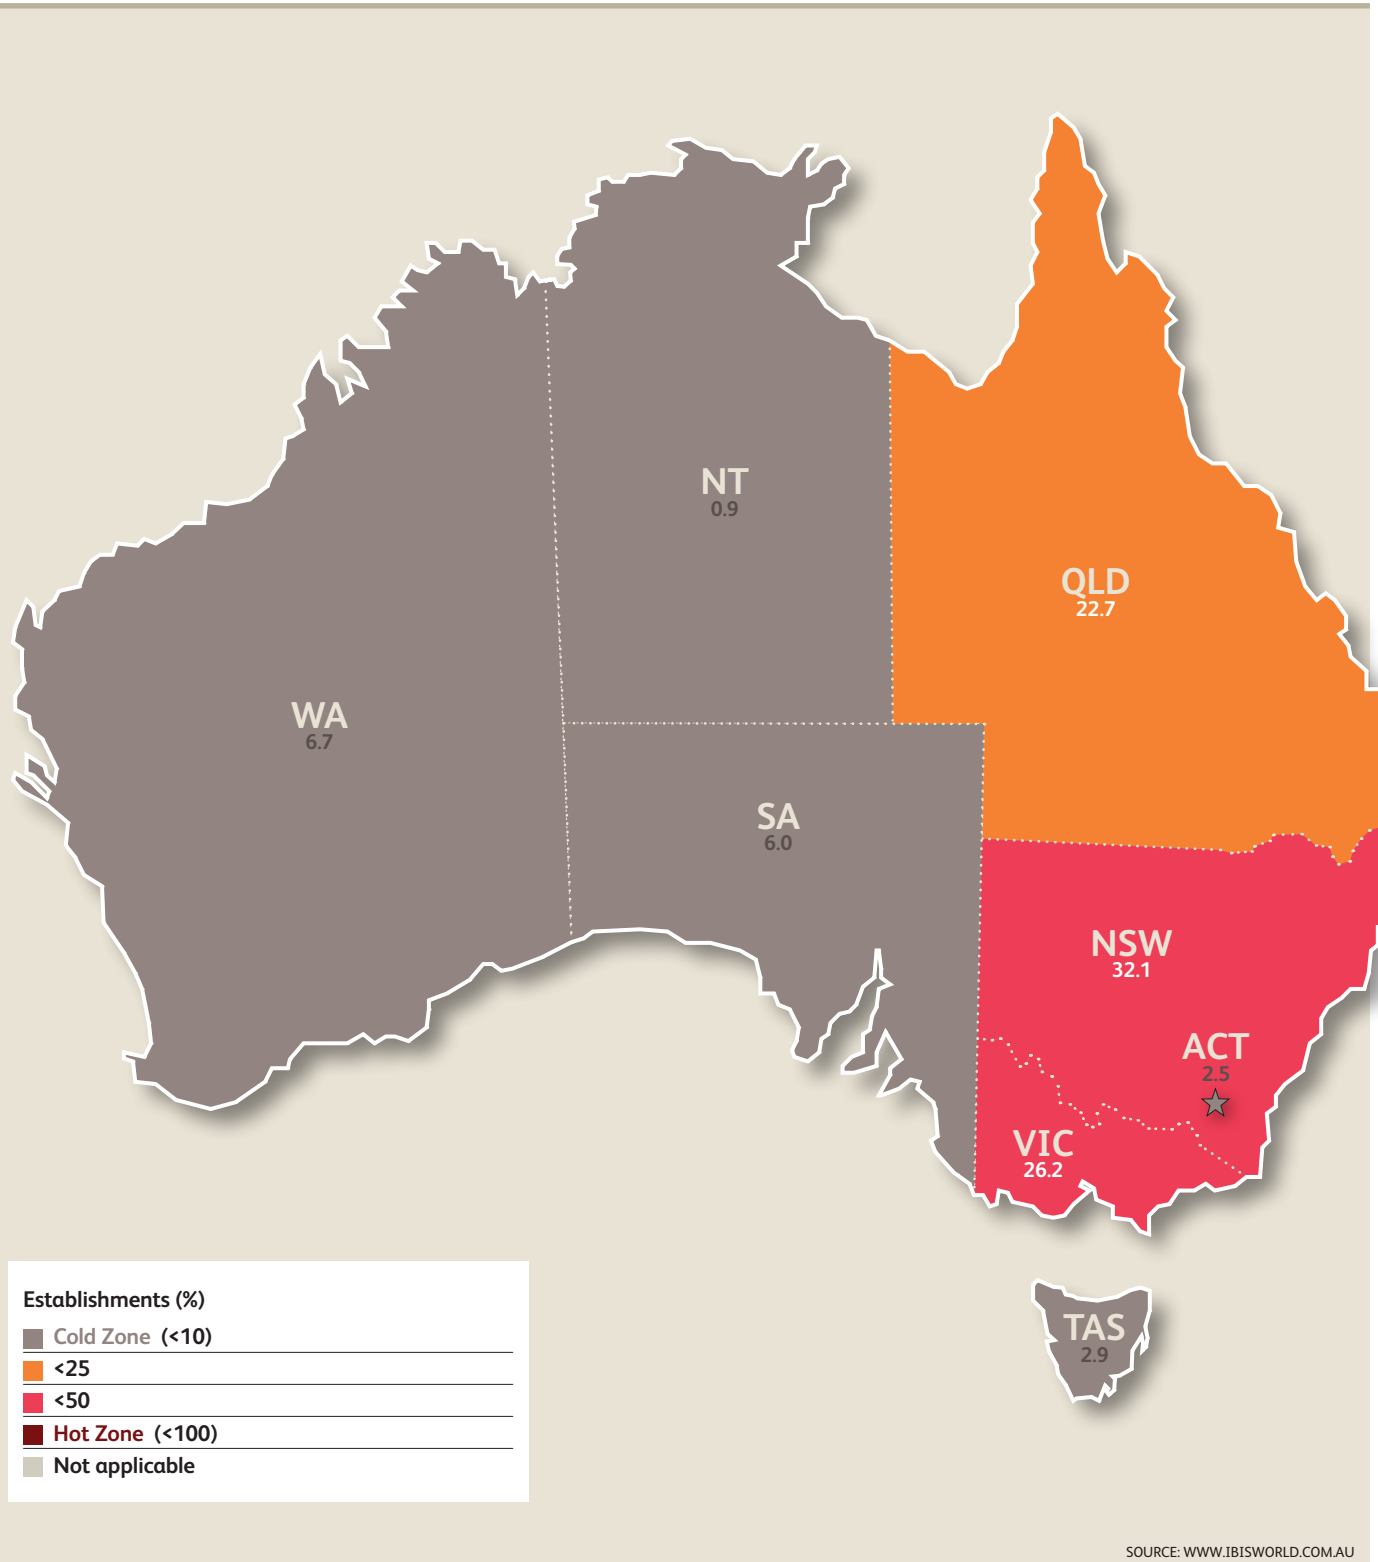 NT
0.9
QLD
22.7
WA
6.7
SA
6.0
NSW
32.1
ACT
2.5
VIC
26.2
TAS
2.9
Establishments (%)
Cold Zone (<10)
<25
<50
Hot Zone (<100)
Not applicable
SOURCE: WWW.IBISWORLD.COM.AU